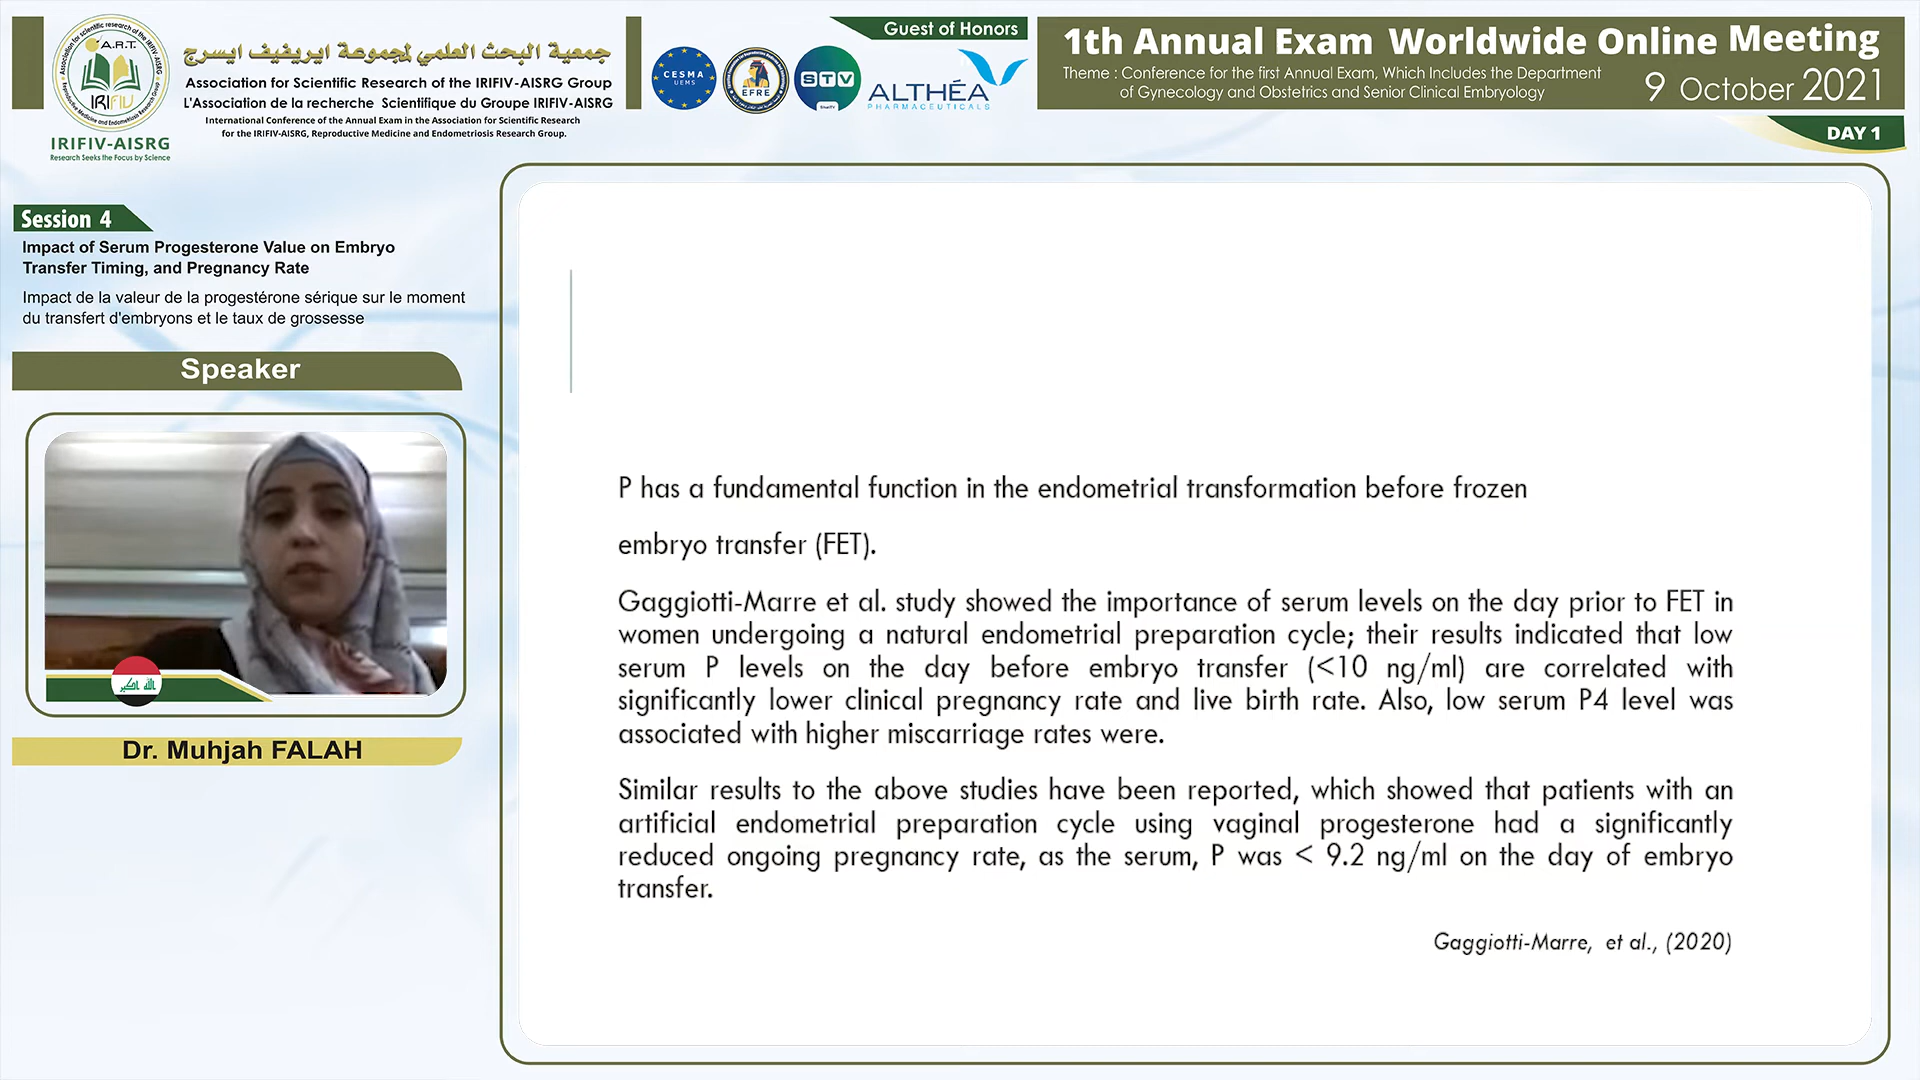 A.R.T.
IRIFIV
IRIFIV-AISRG
Research Seeks the Focus by Science
جمعية البحث العلمي لمجموعة ايريفيف ايسرج
Association for Scientific Research of the IRIFIV-AISRG Group
L'Association de la recherche Scientifique du Groupe IRIFIV-AISRG
International Conference of the Annual Exam in the Association for Scientific Research
for the IRIFIV-AISRG, Reproductive Medicine and Endometriosis Research Group.
Guest of Honors
CESMA
UEMS
EFRE
STV
ALTHÉA
PHARMACEUTICALS
1th Annual Exam Worldwide Online Meeting
Theme : Conference for the first Annual Exam, Which Includes the Department
of Gynecology and Obstetrics and Senior Clinical Embryology
9 October 2021
DAY 1
Session 4
Impact of Serum Progesterone Value on Embryo
Transfer Timing, and Pregnancy Rate
Impact de la valeur de la progestérone sérique sur le moment
du transfert d'embryons et le taux de grossesse
Speaker
الله اكبر
Dr. Muhjah FALAH
P has a fundamental function in the endometrial transformation before frozen
embryo transfer (FET).
Gaggiotti-Marre et al. study showed the importance of serum levels on the day prior to FET in
women undergoing a natural endometrial preparation cycle; their results indicated that low
serum P levels on the day before embryo transfer (<10 ng/ml) are correlated with
significantly lower clinical pregnancy rate and live birth rate. Also, low serum P4 level was
associated with higher miscarriage rates were.
Similar results to the above studies have been reported, which showed that patients with an
artificial endometrial preparation cycle using vaginal progesterone had a significantly
reduced ongoing pregnancy rate, as the serum, P was < 9.2 ng/ml on the day of embryo
transfer.
Gaggiotti-Marre, et al., (2020)